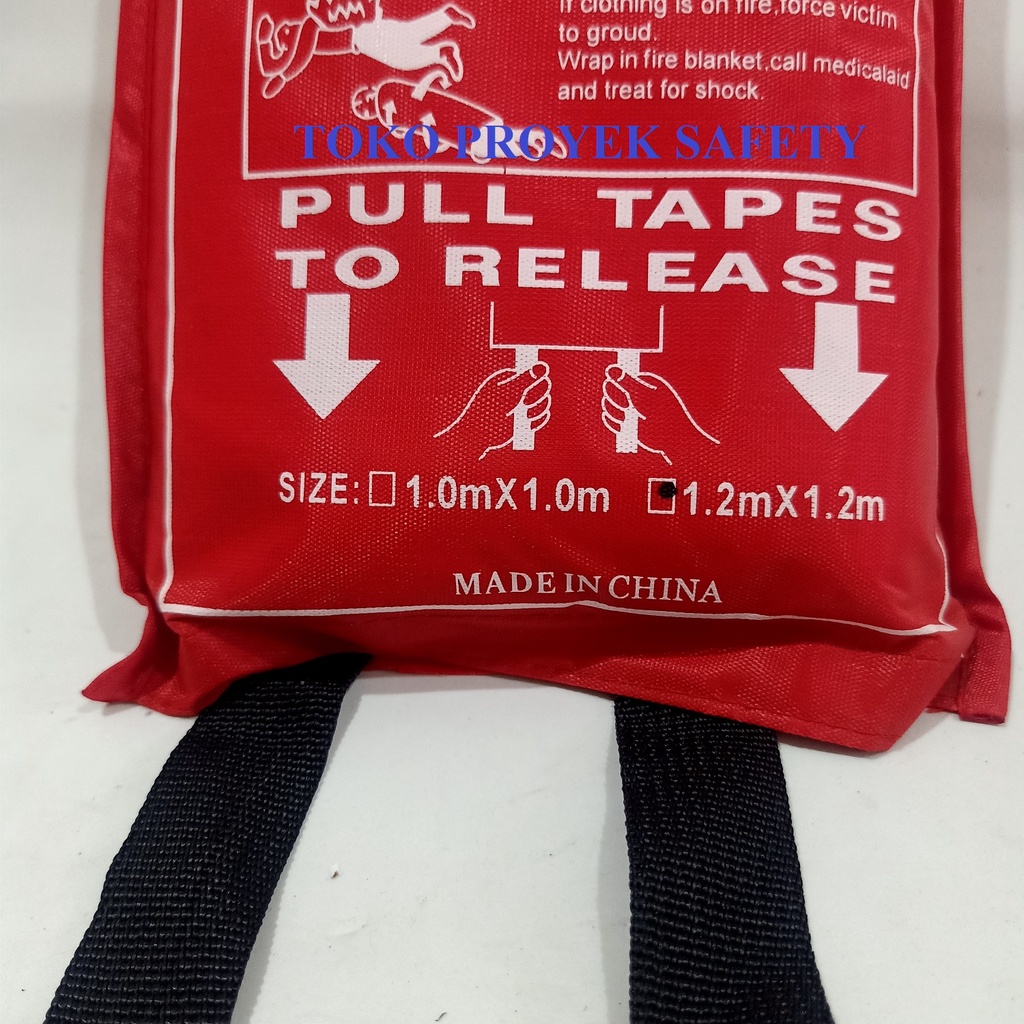 If clothing is on fire,force victim
to groud.
Wrap in fire blanket.call medicalaid
and treat for shock.
TOKO PROYEK SAFETY
PULL TAPES
TO RELEASE
SIZE: 1.0mX1.0m 1.2mX1.2m
MADE IN CHINA